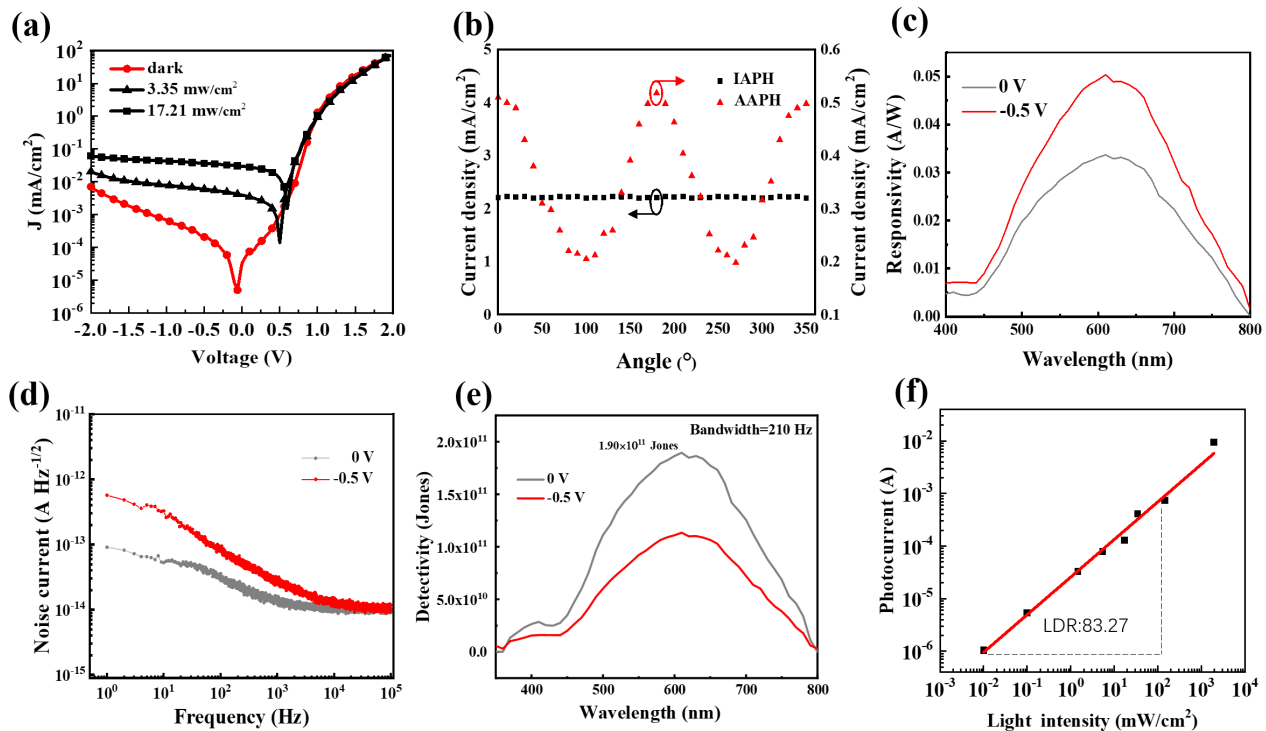 (a)
10²
10¹
10⁰
10⁻¹
10⁻²
10⁻³
10⁻⁴
10⁻⁵
10⁻⁶
J (mA/cm²)
dark
3.35 mw/cm²
17.21 mw/cm²
-2.0 -1.5 -1.0 -0.5 0.0 0.5 1.0 1.5 2.0
Voltage (V)
(b)
5
4
3
2
1
0
Current density (mA/cm²)
IAPH
AAPH
0.6
0.5
0.4
0.3
0.2
0.1
Current density (mA/cm²)
0 50 100 150 200 250 300 350
Angle (°)
(c)
0.05
0.04
0.03
0.02
0.01
0.00
Responsivity (A/W)
0 V
-0.5 V
400 500 600 700 800
Wavelength (nm)
(d)
10⁻¹¹
10⁻¹²
10⁻¹³
10⁻¹⁴
10⁻¹⁵
Noise current (A Hz⁻¹/²)
0 V
-0.5 V
10⁰ 10¹ 10² 10³ 10⁴ 10⁵
Frequency (Hz)
(e)
Bandwidth=210 Hz
1.90×10¹¹ Jones
2.0x10¹¹
1.5x10¹¹
1.0x10¹¹
5.0x10¹⁰
0.0
Detectivity (Jones)
0 V
-0.5 V
400 500 600 700 800
Wavelength (nm)
(f)
10⁻²
10⁻³
10⁻⁴
10⁻⁵
10⁻⁶
Photocurrent (A)
LDR:83.27
10⁻³ 10⁻² 10⁻¹ 10⁰ 10¹ 10² 10³ 10⁴
Light intensity (mW/cm²)